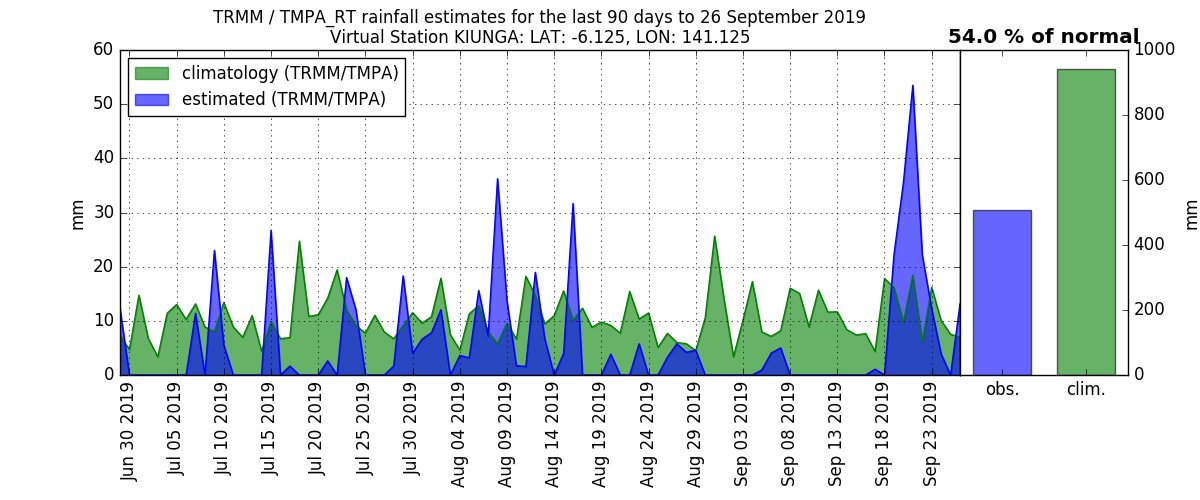 TRMM / TMPA_RT rainfall estimates for the last 90 days to 26 September 2019
Virtual Station KIUNGA: LAT: -6.125, LON: 141.125
54.0 % of normal
climatology (TRMM/TMPA)
estimated (TRMM/TMPA)
60
50
40
30
20
10
0
mm
Jun 30 2019
Jul 05 2019
Jul 10 2019
Jul 15 2019
Jul 20 2019
Jul 25 2019
Jul 30 2019
Aug 04 2019
Aug 09 2019
Aug 14 2019
Aug 19 2019
Aug 24 2019
Aug 29 2019
Sep 03 2019
Sep 08 2019
Sep 13 2019
Sep 18 2019
Sep 23 2019
obs.
clim.
1000
800
600
400
200
0
mm